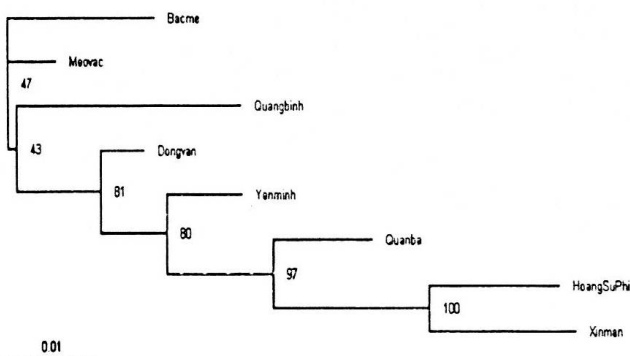 Bacme
Meovac
47
Quangbinh
43
Dongvan
81
Yenminh
80
Quanba
97
HoangSuPhi
100
Xinman
0.01